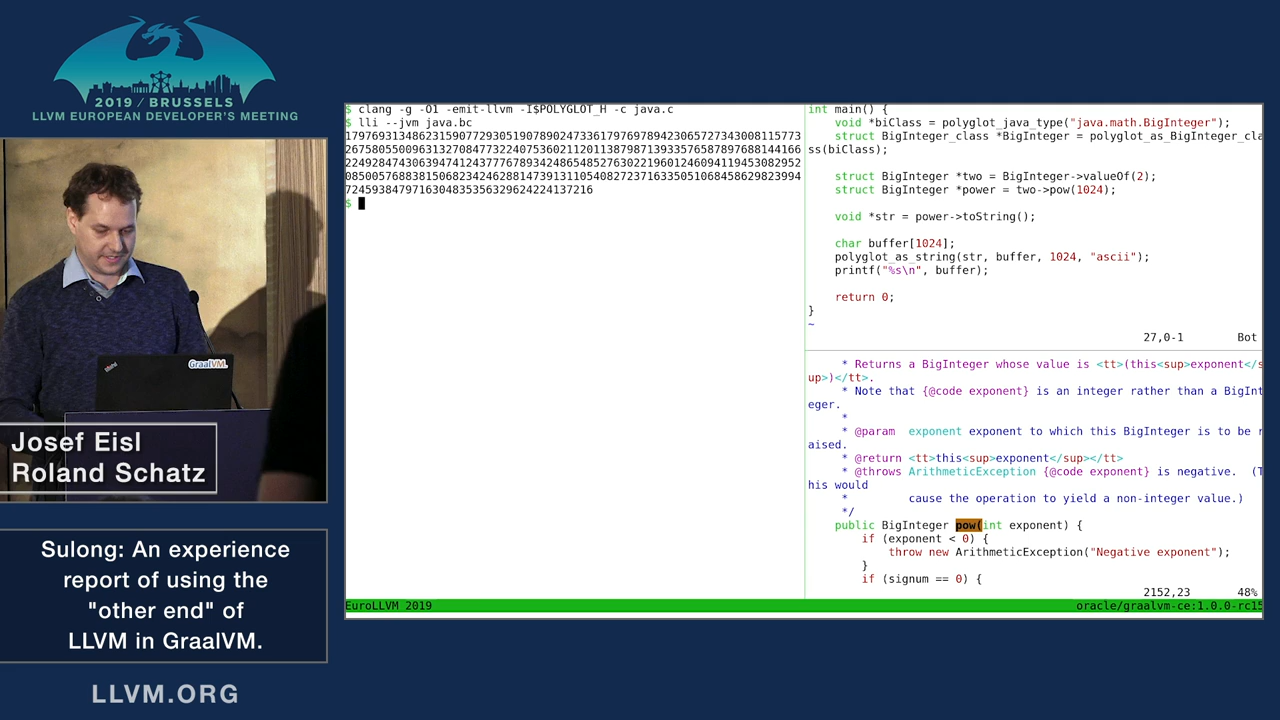 2019 / BRUSSELS
LLVM EUROPEAN DEVELOPER'S MEETING
GraalVM.
Josef Eisl
Roland Schatz
Sulong: An experience
report of using the
"other end" of
LLVM in GraalVM.
LLVM.ORG
$ clang -g -O1 -emit-llvm -I$POLYGLOT_H -c java.c
$ lli --jvm java.bc
179769313486231590772930519078902473361797697894230657273430081157732675805500963132708477322407536021120113879871393357658789768814416622492847430639474124377767893424865485276302219601246094119453082952085005768838150682342462881473913110540827237163350510684586298239947245938479716304835356329624224137216
$
int main() {
void *biClass = polyglot_java_type("java.math.BigInteger");
struct BigInteger_class *BigInteger = polyglot_as_BigInteger_cla
ss(biClass);
struct BigInteger *two = BigInteger->valueOf(2);
struct BigInteger *power = two->pow(1024);
void *str = power->toString();
char buffer[1024];
polyglot_as_string(str, buffer, 1024, "ascii");
printf("%s\n", buffer);
return 0;
}
~
27,0-1 Bot
* Returns a BigInteger whose value is <tt>(this<sup>exponent</s
up>)</tt>.
* Note that {@code exponent} is an integer rather than a BigInt
eger.
*
* @param  exponent exponent to which this BigInteger is to be r
aised.
* @return <tt>this<sup>exponent</sup></tt>
* @throws ArithmeticException {@code exponent} is negative.  (T
his would
*         cause the operation to yield a non-integer value.)
*/
public BigInteger pow(int exponent) {
if (exponent < 0) {
throw new ArithmeticException("Negative exponent");
}
if (signum == 0) {
2152,23 48%
EuroLLVM 2019 oracle/graalvm-ce:1.0.0-rc15